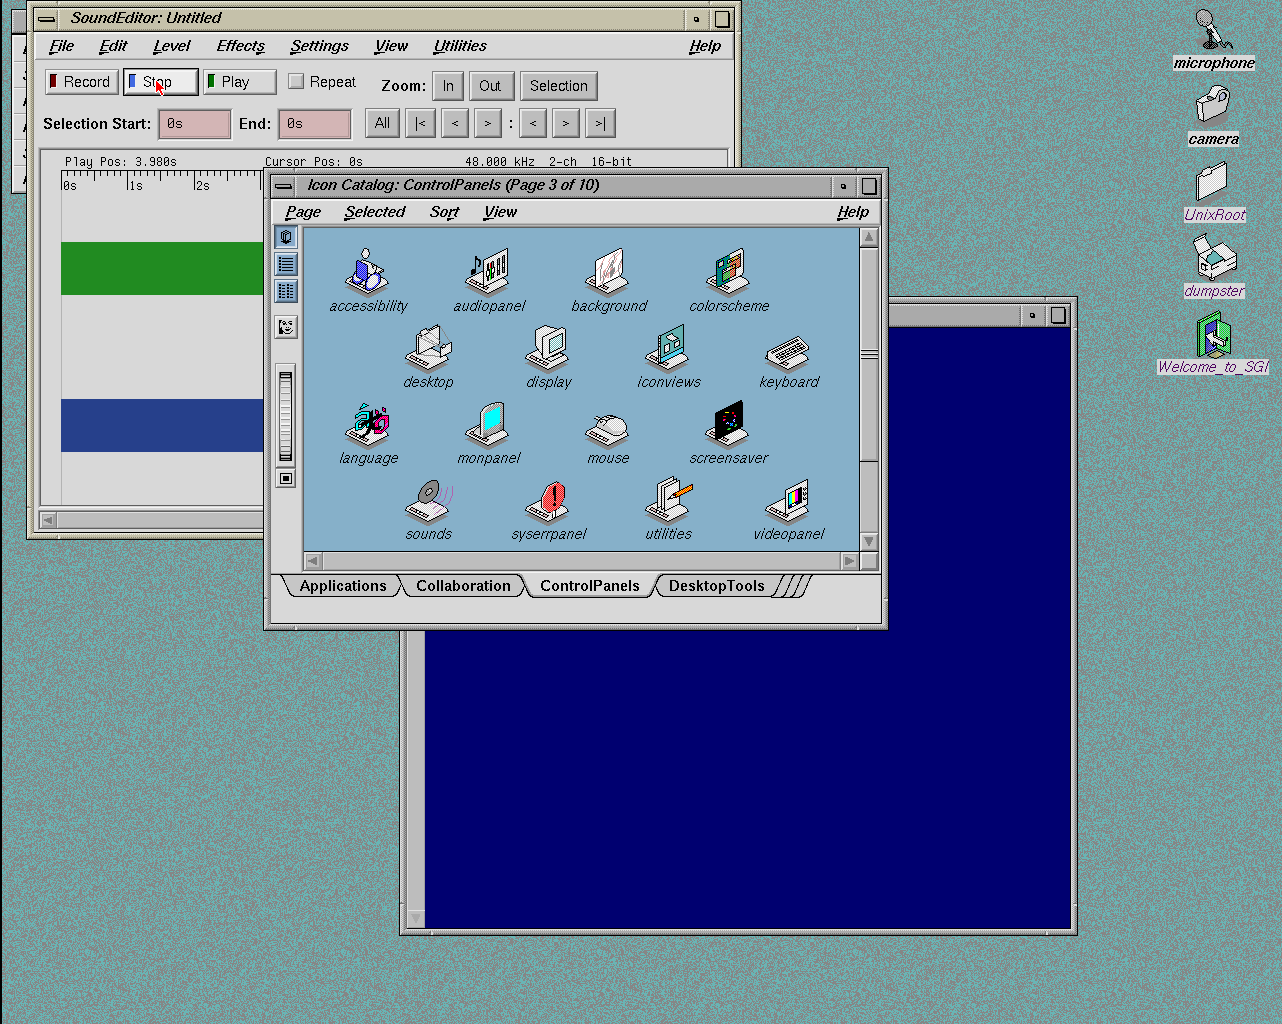 SoundEditor: Untitled
File Edit Level Effects Settings View Utilities Help
Record Stop Play Repeat Zoom: In Out Selection
Selection Start: 0s End: 0s All |< < > : < > >|
Play Pos: 3.980s Cursor Pos: 0s 48.000 kHz 2-ch 16-bit
0s 1s 2s
Icon Catalog: ControlPanels (Page 3 of 10)
Page Selected Sort View Help
accessibility audiopanel background colorscheme
desktop display iconviews keyboard
language monpanel mouse screensaver
sounds syserrpanel utilities videopanel
Applications Collaboration ControlPanels DesktopTools
microphone
camera
UnixRoot
dumpster
Welcome_to_SGI